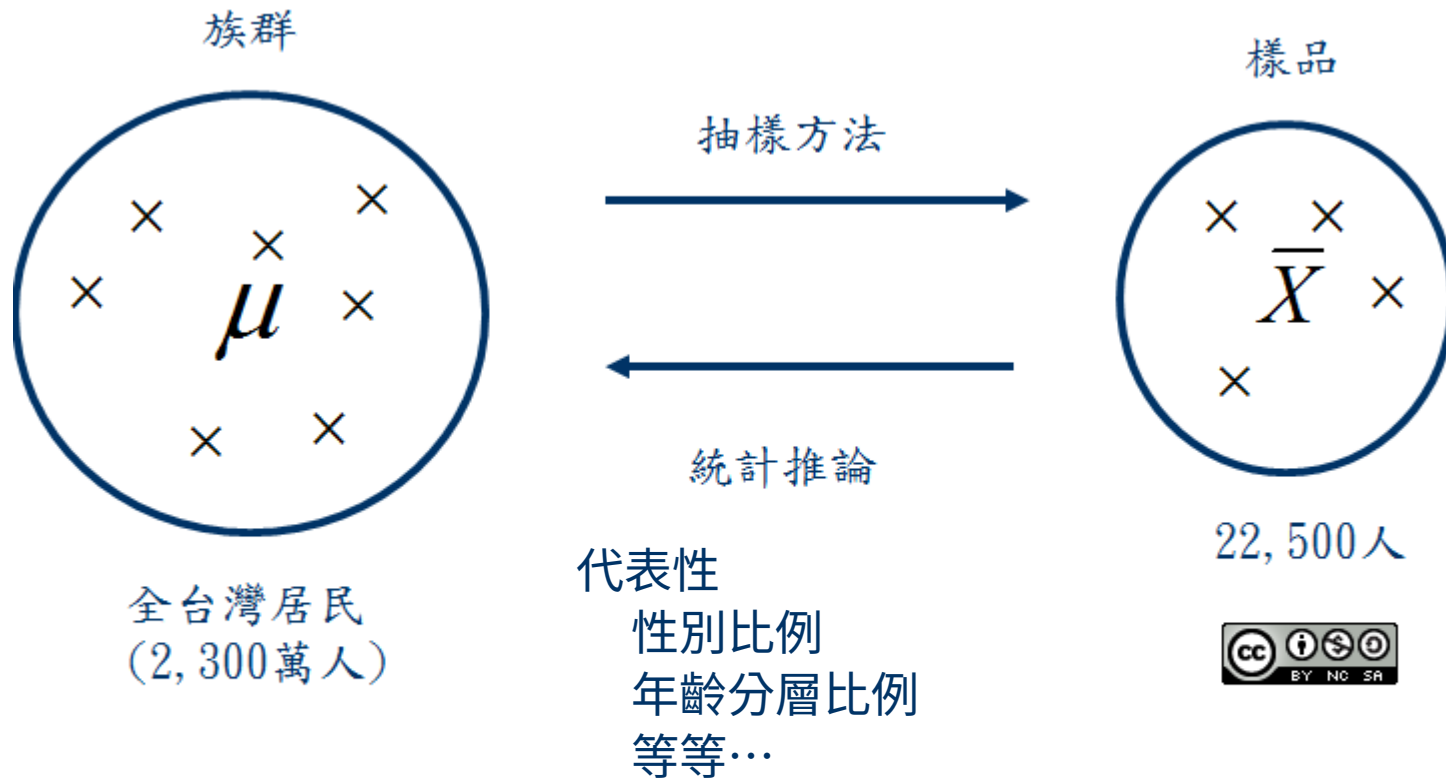 族群
樣品
抽樣方法
× × × × × × ×
μ
× × × ×
X̅
統計推論
22,500人
全台灣居民
(2,300萬人)
代表性
性別比例
年齡分層比例
等等…
cc
BY NC SA